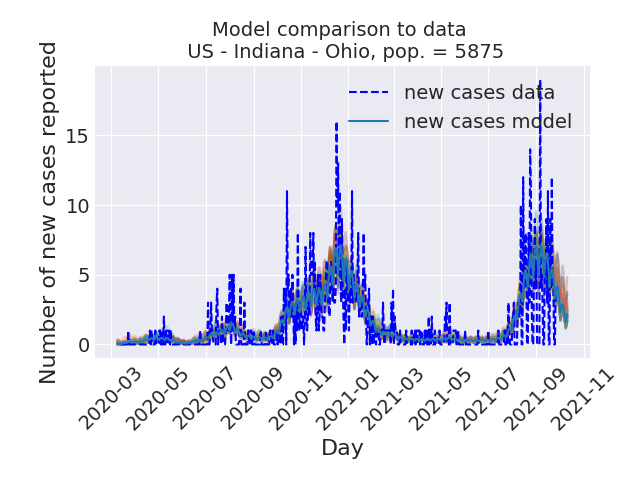 Model comparison to data
US - Indiana - Ohio, pop. = 5875
Number of new cases reported
15
10
5
0
new cases data
new cases model
2020-03
2020-05
2020-07
2020-09
2020-11
2021-01
2021-03
2021-05
2021-07
2021-09
2021-11
Day